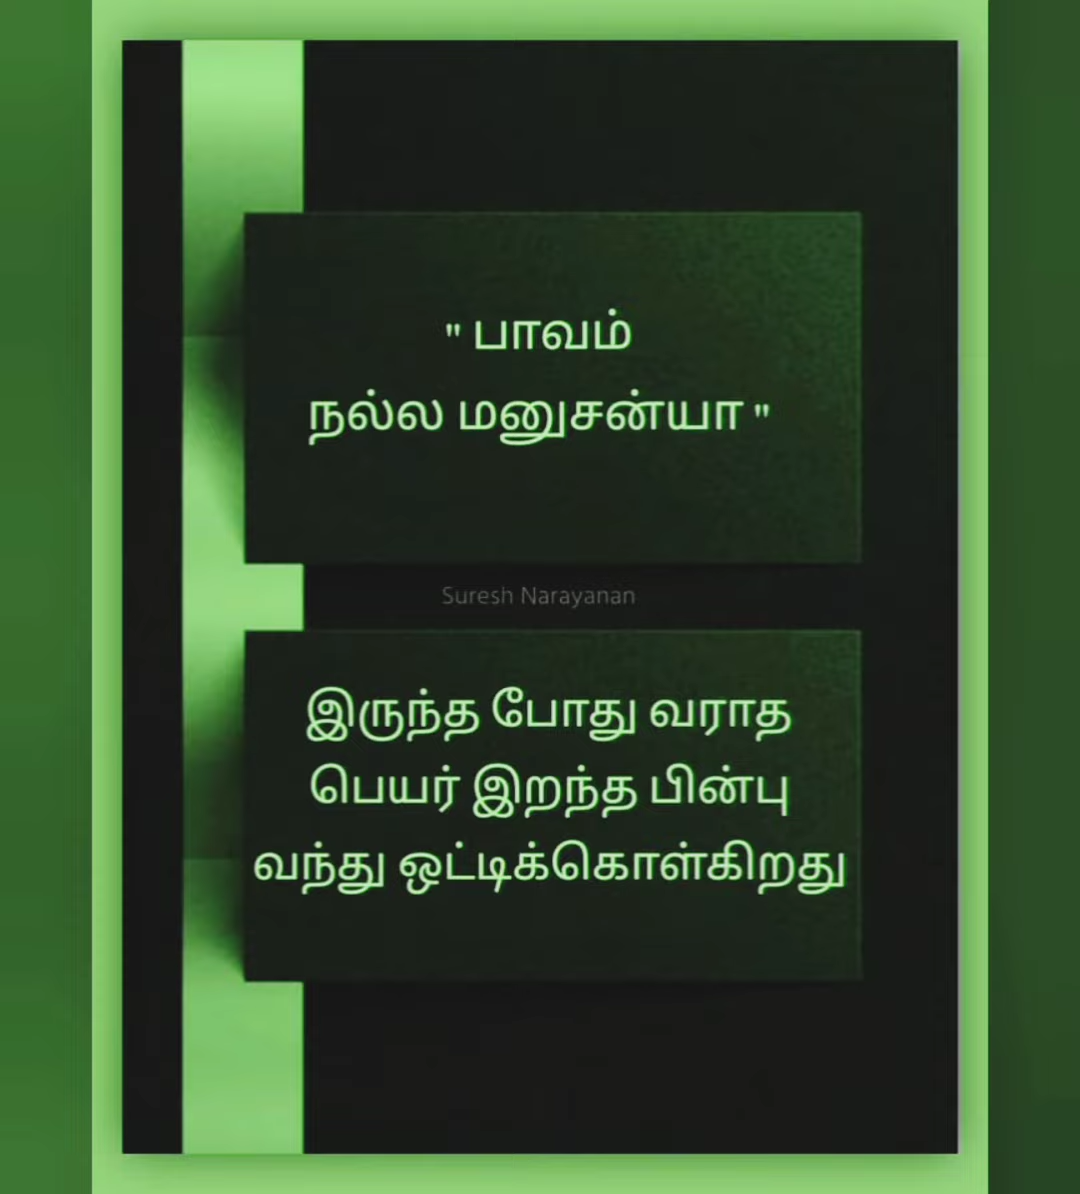 " பாவம்
நல்ல மனுசன்யா "
Suresh Narayanan
இருந்த போது வராத
பெயர் இறந்த பின்பு
வந்து ஒட்டிக்கொள்கிறது